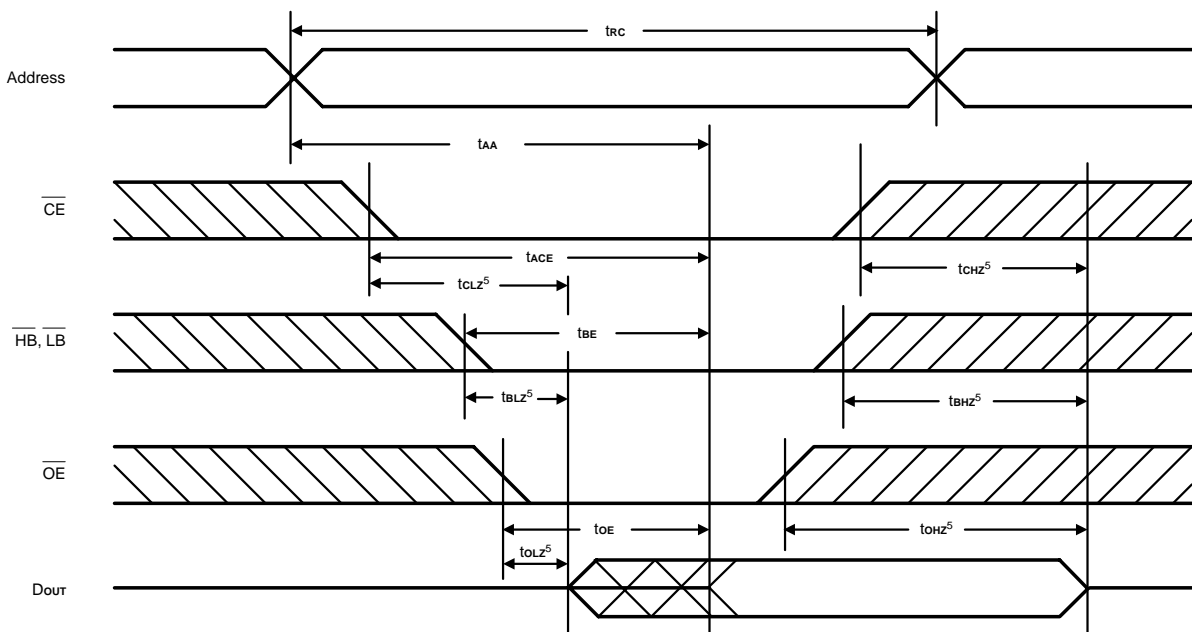 tRC
Address
tAA
CE
tACE
tCHZ5
tCLZ5
HB, LB
tBE
tBLZ5
tBHZ5
OE
tOE
tOHZ5
tOLZ5
DOUT